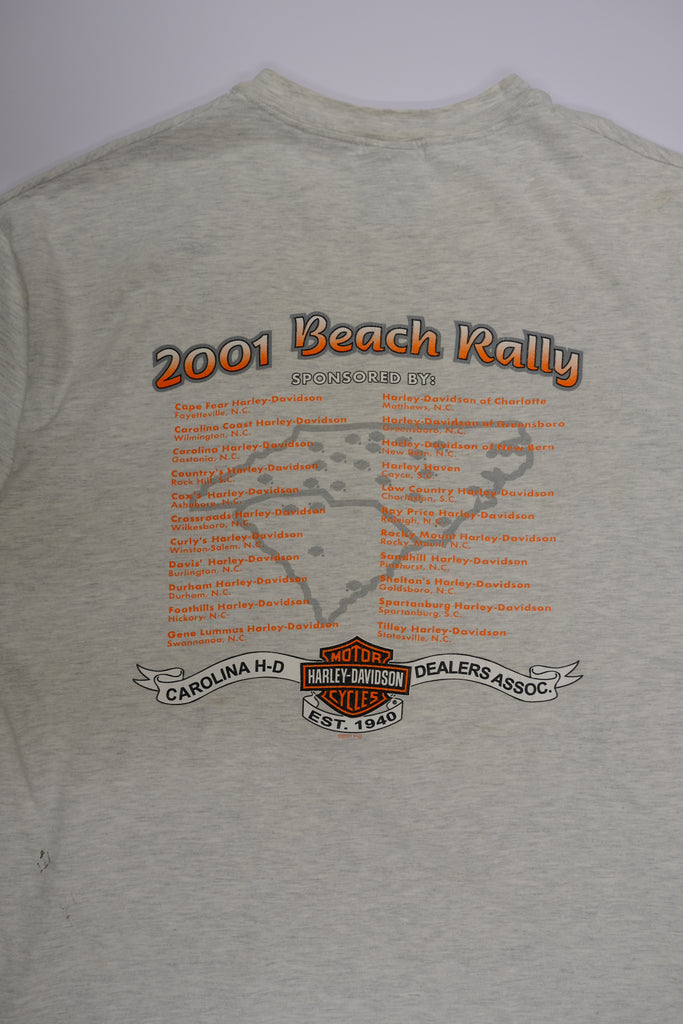 2001 Beach Rally
SPONSORED BY:
Cape Fear Harley-Davidson
Fayetteville, N.C.
Carolina Coast Harley-Davidson
Wilmington, N.C.
Carolina Harley-Davidson
Gastonia, N.C.
Country's Harley-Davidson
Rock Hill S.C.
Cox's Harley-Davidson
Asheboro, N.C.
Crossroads Harley-Davidson
Wilkesboro, N.C.
Curly's Harley-Davidson
Winston-Salem, N.C.
Davis' Harley-Davidson
Burlington, N.C.
Durham Harley-Davidson
Durham, N.C.
Foothills Harley-Davidson
Hickory, N.C.
Gene Lummus Harley-Davidson
Swannanoa, N.C.
Harley-Davidson of Charlotte
Matthews, N.C.
Harley-Davidson of Greensboro
Greensboro, N.C.
Harley-Davidson of New Bern
New Bern, N.C.
Harley Haven
Cayce, S.C.
Low Country Harley-Davidson
Charleston, S.C.
Ray Price Harley-Davidson
Raleigh, N.C.
Rocky Mount Harley-Davidson
Rocky Mount, N.C.
Sandhill Harley-Davidson
Pinehurst, N.C.
Shelton's Harley-Davidson
Goldsboro, N.C.
Spartanburg Harley-Davidson
Spartanburg, S.C.
Tilley Harley-Davidson
Statesville, N.C.
CAROLINA H-D
MOTOR
HARLEY-DAVIDSON
CYCLES
DEALERS ASSOC.
EST. 1940